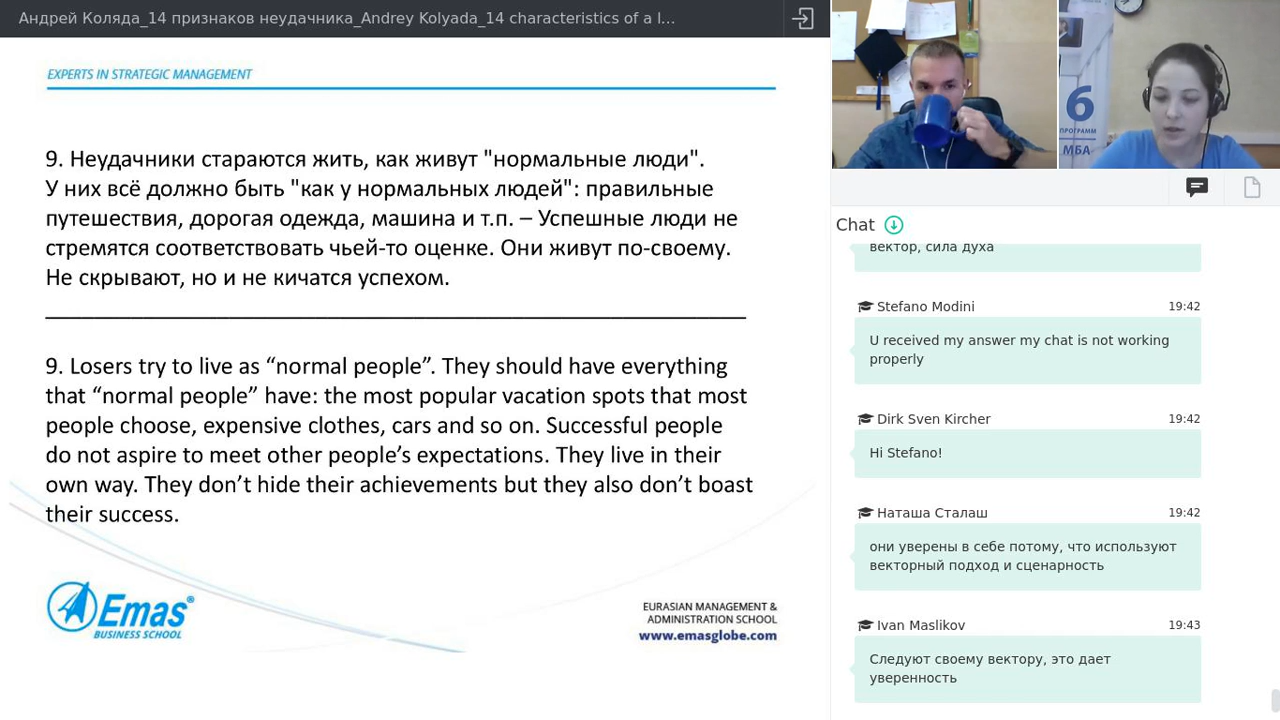 Андрей Коляда_14 признаков неудачника_Andrey Kolyada_14 characteristics of a l...
EXPERTS IN STRATEGIC MANAGEMENT
9. Неудачники стараются жить, как живут "нормальные люди".
У них всё должно быть "как у нормальных людей": правильные
путешествия, дорогая одежда, машина и т.п. – Успешные люди не
стремятся соответствовать чьей-то оценке. Они живут по-своему.
Не скрывают, но и не кичатся успехом.
9. Losers try to live as “normal people”. They should have everything
that “normal people” have: the most popular vacation spots that most
people choose, expensive clothes, cars and so on. Successful people
do not aspire to meet other people’s expectations. They live in their
own way. They don’t hide their achievements but they also don’t boast
their success.
Emas®
BUSINESS SCHOOL
EURASIAN MANAGEMENT &
ADMINISTRATION SCHOOL
www.emasglobe.com
6
ПРОГРАММ
МБА
Chat
вектор, сила духа
Stefano Modini 19:42
U received my answer my chat is not working
properly
Dirk Sven Kircher 19:42
Hi Stefano!
Наташа Сталаш 19:42
они уверены в себе потому, что используют
векторный подход и сценарность
Ivan Maslikov 19:43
Следуют своему вектору, это дает
уверенность